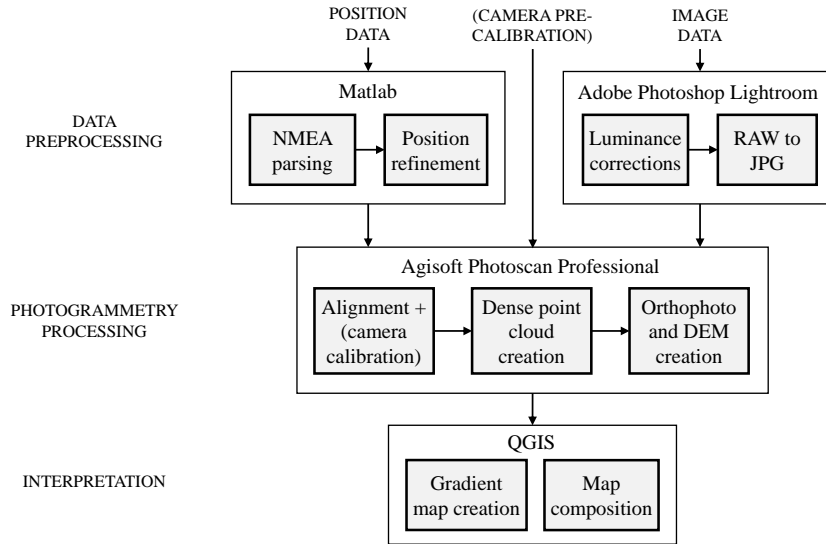 POSITION
DATA
(CAMERA PRE-
CALIBRATION)
IMAGE
DATA
DATA
PREPROCESSING
Matlab
NMEA
parsing
Position
refinement
Adobe Photoshop Lightroom
Luminance
corrections
RAW to
JPG
PHOTOGRAMMETRY
PROCESSING
Agisoft Photoscan Professional
Alignment +
(camera
calibration)
Dense point
cloud
creation
Orthophoto
and DEM
creation
INTERPRETATION
QGIS
Gradient
map creation
Map
composition